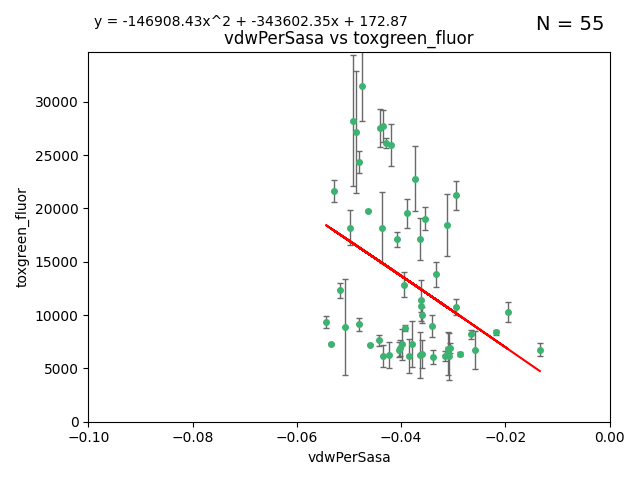 y = -146908.43x^2 + -343602.35x + 172.87
N = 55
vdwPerSasa vs toxgreen_fluor
30000
25000
20000
15000
10000
5000
0
toxgreen_fluor
−0.10
−0.08
−0.06
−0.04
−0.02
0.00
vdwPerSasa